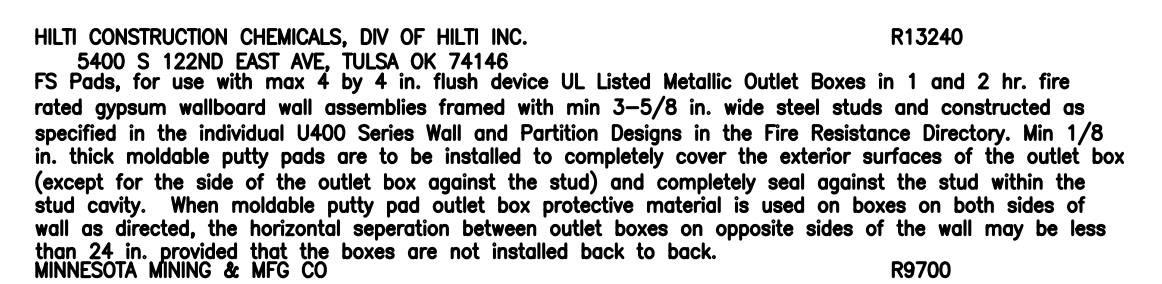 HILTI CONSTRUCTION CHEMICALS, DIV OF HILTI INC. R13240
5400 S 122ND EAST AVE, TULSA OK 74146
FS Pads, for use with max 4 by 4 in. flush device UL Listed Metallic Outlet Boxes in 1 and 2 hr. fire
rated gypsum wallboard wall assemblies framed with min 3-5/8 in. wide steel studs and constructed as
specified in the individual U400 Series Wall and Partition Designs in the Fire Resistance Directory. Min 1/8
in. thick moldable putty pads are to be installed to completely cover the exterior surfaces of the outlet box
(except for the side of the outlet box against the stud) and completely seal against the stud within the
stud cavity. When moldable putty pad outlet box protective material is used on boxes on both sides of
wall as directed, the horizontal seperation between outlet boxes on opposite sides of the wall may be less
than 24 in. provided that the boxes are not installed back to back.
MINNESOTA MINING & MFG CO R9700